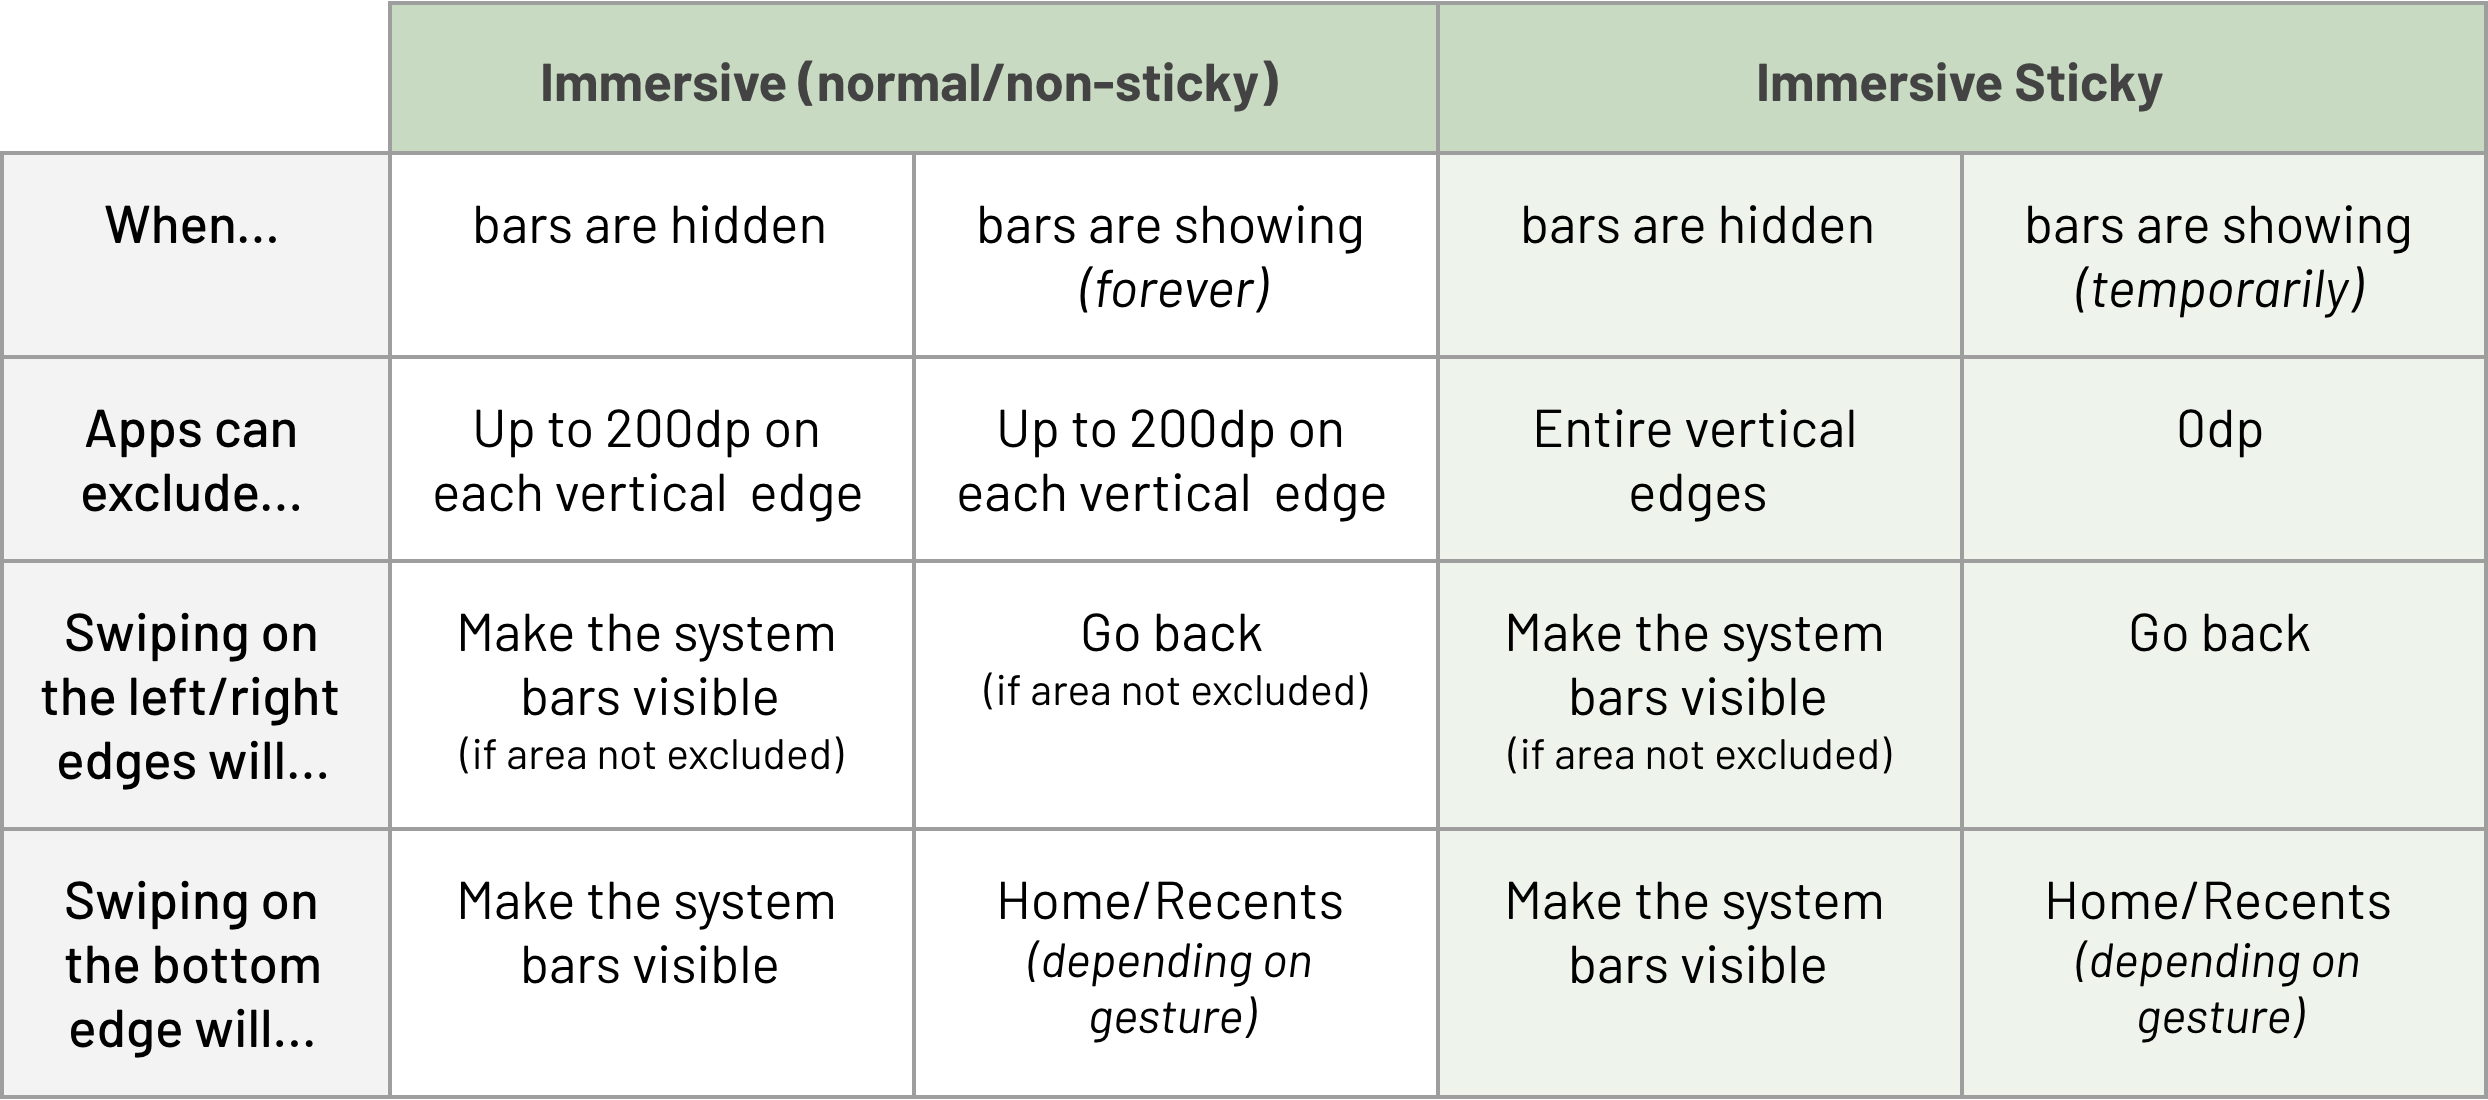 Immersive (normal/non-sticky)
Immersive Sticky
When...
bars are hidden
bars are showing
(forever)
bars are hidden
bars are showing
(temporarily)
Apps can
exclude...
Up to 200dp on
each vertical  edge
Up to 200dp on
each vertical  edge
Entire vertical
edges
0dp
Swiping on
the left/right
edges will...
Make the system
bars visible
(if area not excluded)
Go back
(if area not excluded)
Make the system
bars visible
(if area not excluded)
Go back
Swiping on
the bottom
edge will...
Make the system
bars visible
Home/Recents
(depending on
gesture)
Make the system
bars visible
Home/Recents
(depending on
gesture)